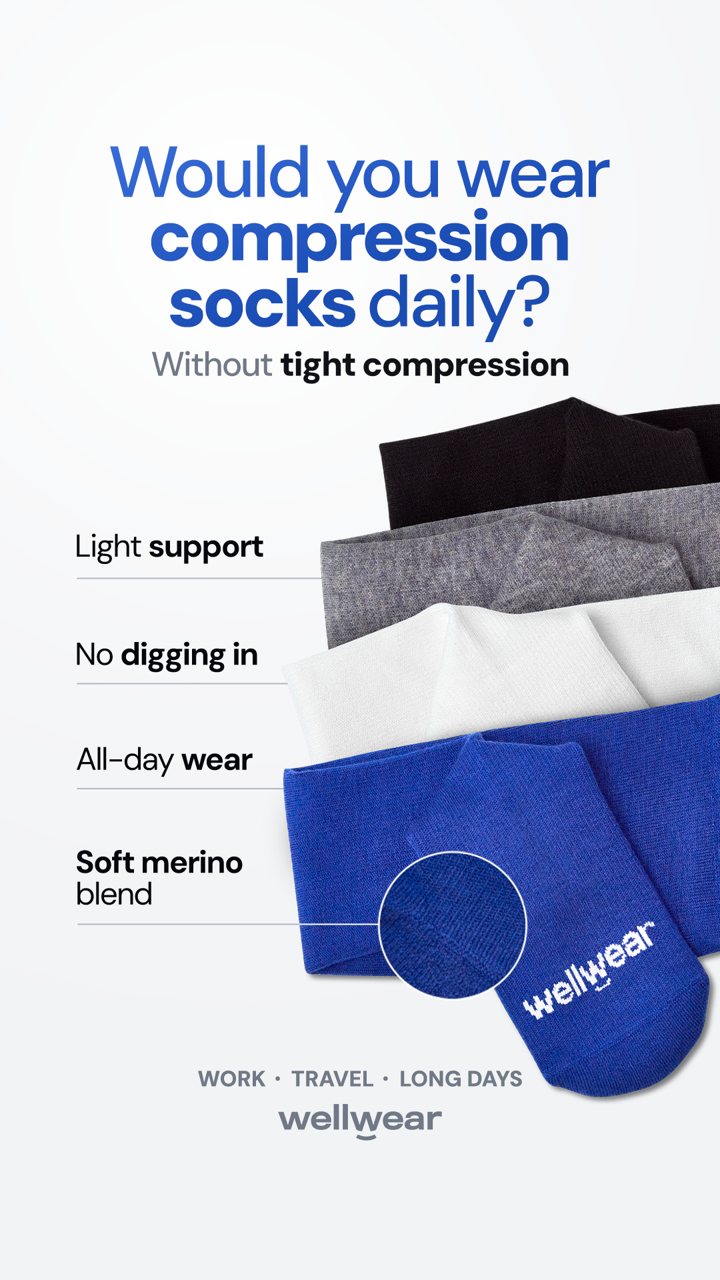 Would you wear
compression
socks daily?
Without tight compression
Light support
No digging in
All-day wear
Soft merino
blend
wellwear
WORK · TRAVEL · LONG DAYS
wellwear